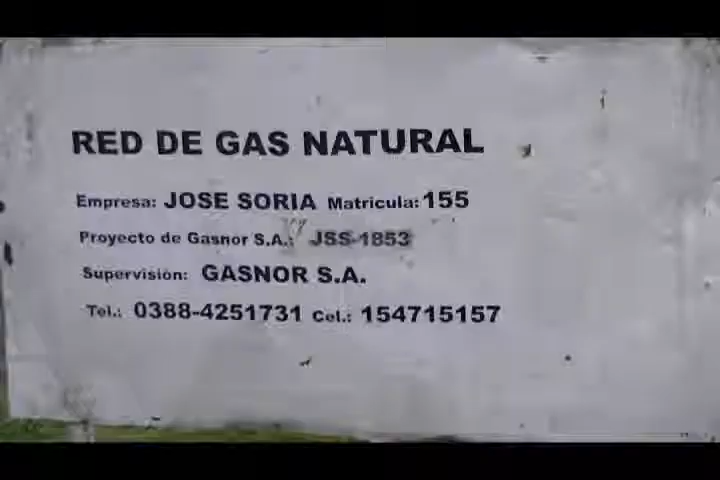 RED DE GAS NATURAL
Empresa: JOSE SORIA Matricula: 155
Proyecto de Gasnor S.A.: JSS-1853
Supervisión: GASNOR S.A.
Tel.: 0388-4251731 Cel.: 154715157